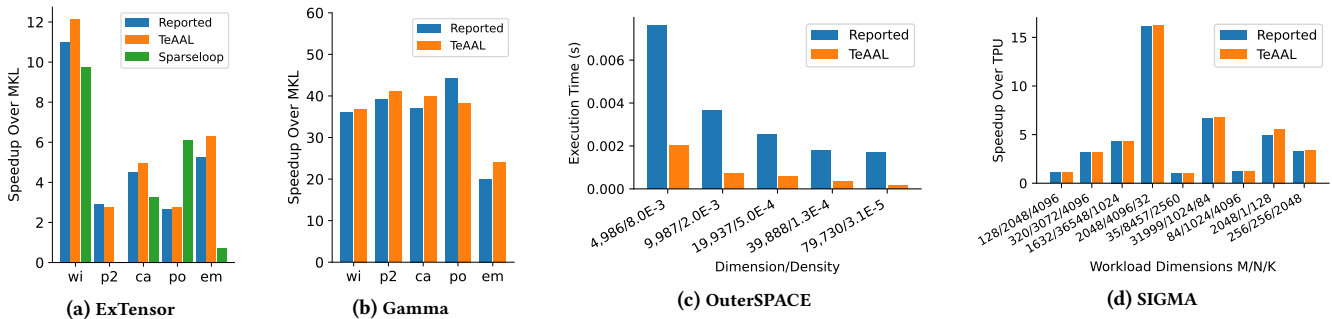 12
10
8
6
4
2
0
Speedup Over MKL
Reported
TeAAL
Sparseloop
wi p2 ca po em
(a) ExTensor
60
50
40
30
20
10
0
Speedup Over MKL
Reported
TeAAL
wi p2 ca po em
(b) Gamma
0.006
0.004
0.002
0.000
Execution Time (s)
Reported
TeAAL
4,986/8.0E-3
9,987/2.0E-3
19,937/5.0E-4
39,888/1.3E-4
79,730/3.1E-5
Dimension/Density
(c) OuterSPACE
15
10
5
0
Speedup Over TPU
Reported
TeAAL
128/2048/4096
320/3072/4096
1632/36548/1024
2048/4096/32
35/8457/2560
31999/1024/84
84/1024/4096
2048/1/128
256/256/2048
Workload Dimensions M/N/K
(d) SIGMA